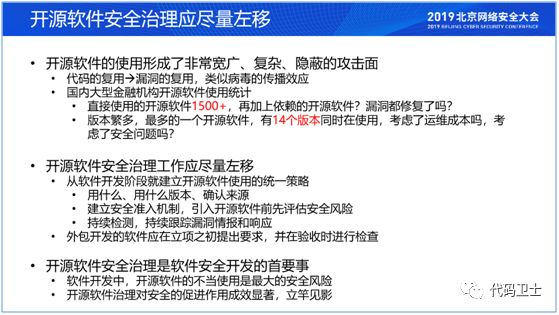 开源软件安全治理应尽量左移
2019北京网络安全大会
2019 BEIJING CYBER SECURITY CONFERENCE
• 开源软件的使用形成了非常宽广、复杂、隐蔽的攻击面
• 代码的复用→漏洞的复用，类似病毒的传播效应
• 国内大型金融机构开源软件使用统计
• 直接使用的开源软件1500+，再加上依赖的开源软件？漏洞都修复了吗？
• 版本繁多，最多的一个开源软件，有14个版本同时在使用，考虑了运维成本吗，考
虑了安全问题吗？
• 开源软件安全治理工作应尽量左移
• 从软件开发阶段就建立开源软件使用的统一策略
• 用什么、用什么版本、确认来源
• 建立安全准入机制，引入开源软件前先评估安全风险
• 持续检测，持续跟踪漏洞情报和响应
• 外包开发的软件应在立项之初提出要求，并在验收时进行检查
• 开源软件安全治理是软件安全开发的首要事
• 软件开发中，开源软件的不当使用是最大的安全风险
• 开源软件治理对安全的促进作用成效显著，立竿见影
代码卫士